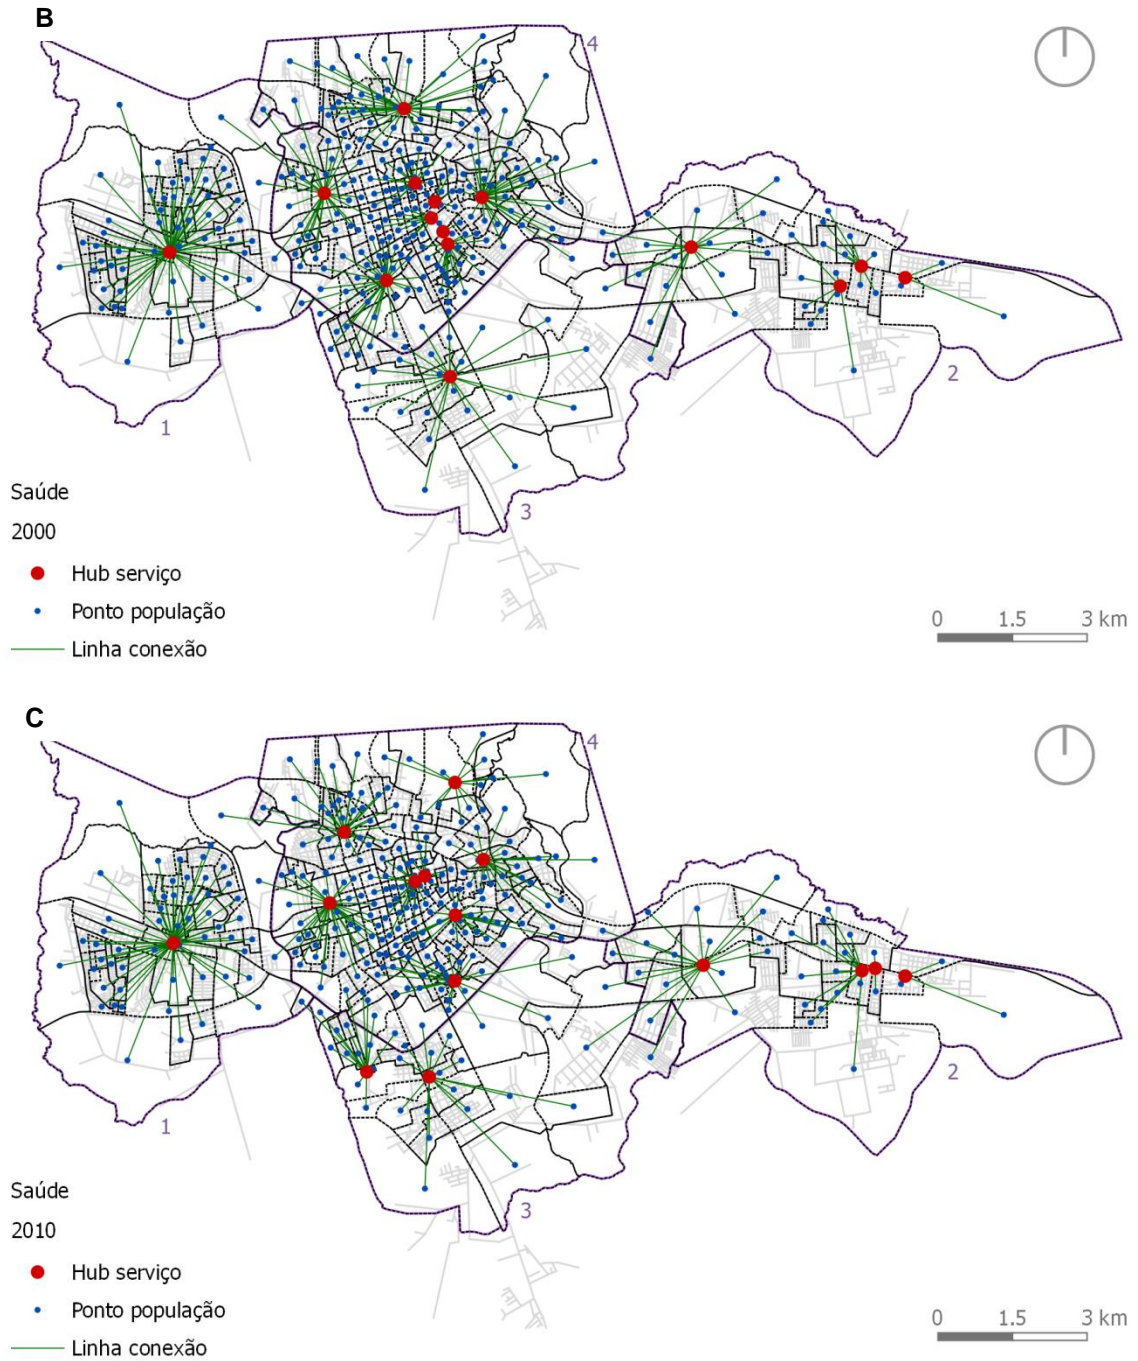 B
4
2
1
3
Saúde
2000
Hub serviço
Ponto população
Linha conexão
0 1.5 3 km
C
4
2
1
3
Saúde
2010
Hub serviço
Ponto população
Linha conexão
0 1.5 3 km